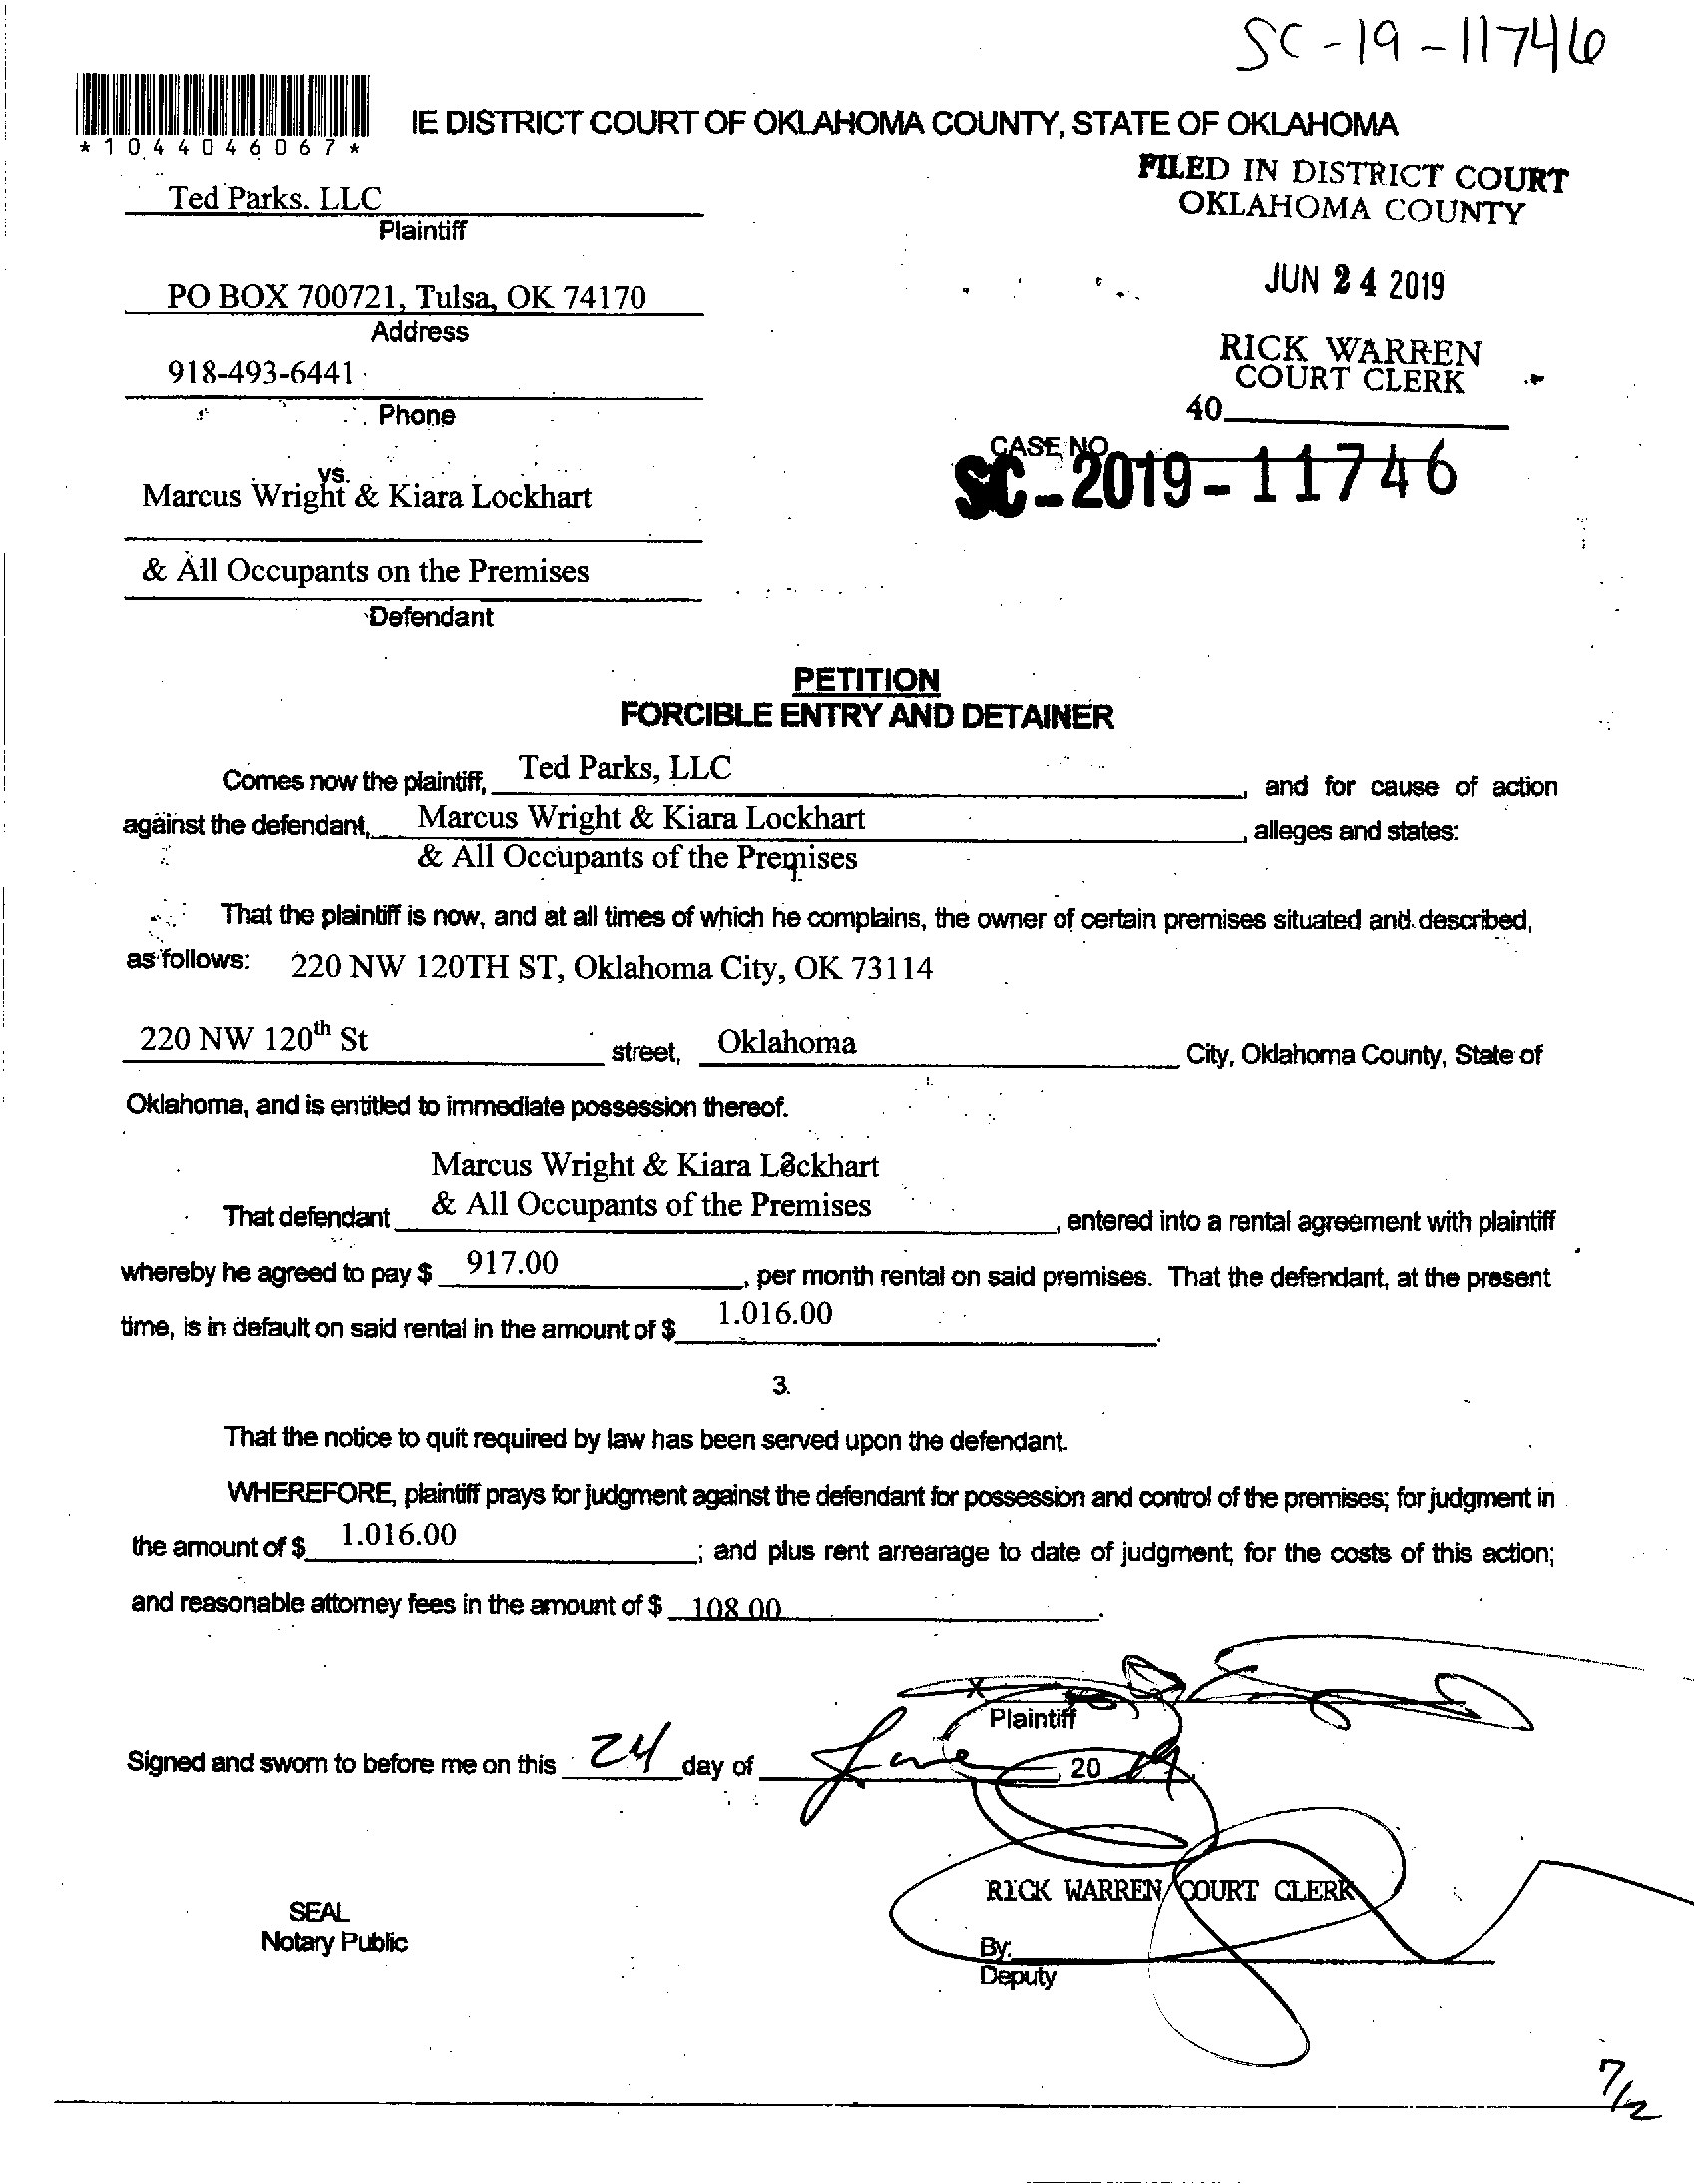 SC-19-11746
*1044046067*
IE DISTRICT COURT OF OKLAHOMA COUNTY, STATE OF OKLAHOMA
FILED IN DISTRICT COURT
OKLAHOMA COUNTY
Ted Parks. LLC
Plaintiff
PO BOX 700721, Tulsa, OK 74170
Address
JUN 24 2019
RICK WARREN
COURT CLERK
918-493-6441
Phone
40
CASE NO.
SC-2019-11746
vs.
Marcus Wright & Kiara Lockhart
& All Occupants on the Premises
Defendant
PETITION
FORCIBLE ENTRY AND DETAINER
Comes now the plaintiff, Ted Parks, LLC, and for cause of action
against the defendant, Marcus Wright & Kiara Lockhart, alleges and states:
& All Occupants of the Premises
That the plaintiff is now, and at all times of which he complains, the owner of certain premises situated and described,
as follows: 220 NW 120TH ST, Oklahoma City, OK 73114
220 NW 120th St street, Oklahoma City, Oklahoma County, State of
Oklahoma, and is entitled to immediate possession thereof.
Marcus Wright & Kiara Lockhart
That defendant & All Occupants of the Premises, entered into a rental agreement with plaintiff
whereby he agreed to pay $ 917.00, per month rental on said premises. That the defendant, at the present
time, is in default on said rental in the amount of $ 1.016.00.
3.
That the notice to quit required by law has been served upon the defendant.
WHEREFORE, plaintiff prays for judgment against the defendant for possession and control of the premises; for judgment in
the amount of $ 1.016.00; and plus rent arrearage to date of judgment; for the costs of this action;
and reasonable attorney fees in the amount of $ 108.00.
X
Plaintiff
Signed and sworn to before me on this 24 day of June, 2019.
RICK WARREN, COURT CLERK
SEAL
Notary Public
By:
Deputy
7/2